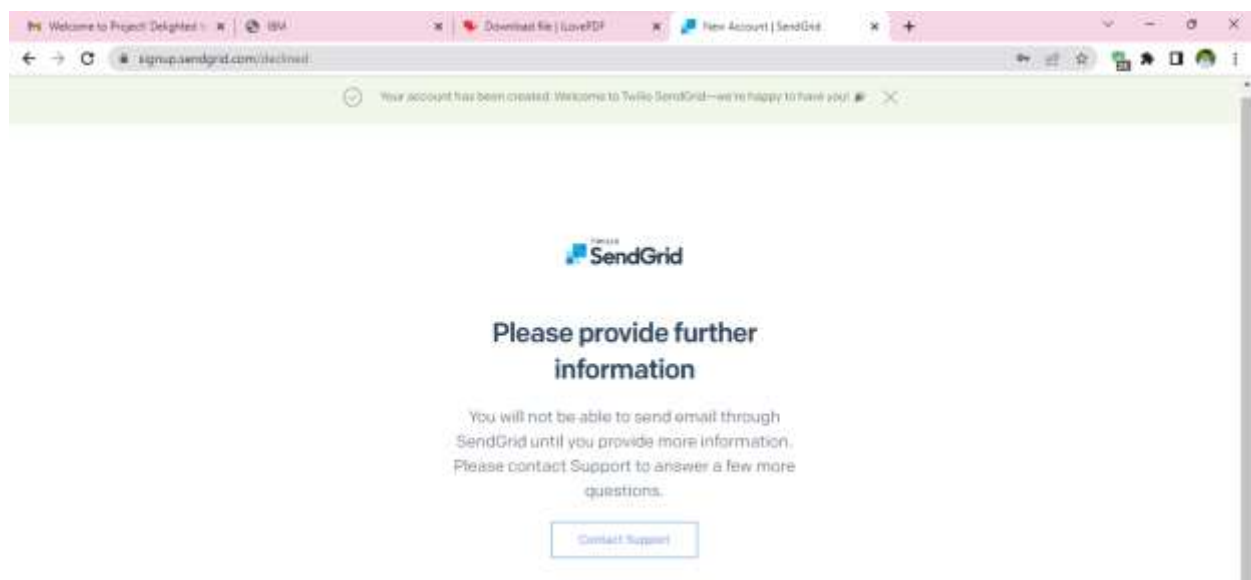 Welcome to Project Delighted
IBM
Download file | iLovePDF
New Account | SendGrid
signup.sendgrid.com/declined
Your account has been created. Welcome to Twilio SendGrid—we're happy to have you!
SendGrid
Please provide further
information
You will not be able to send email through
SendGrid until you provide more information.
Please contact Support to answer a few more
questions.
Contact Support